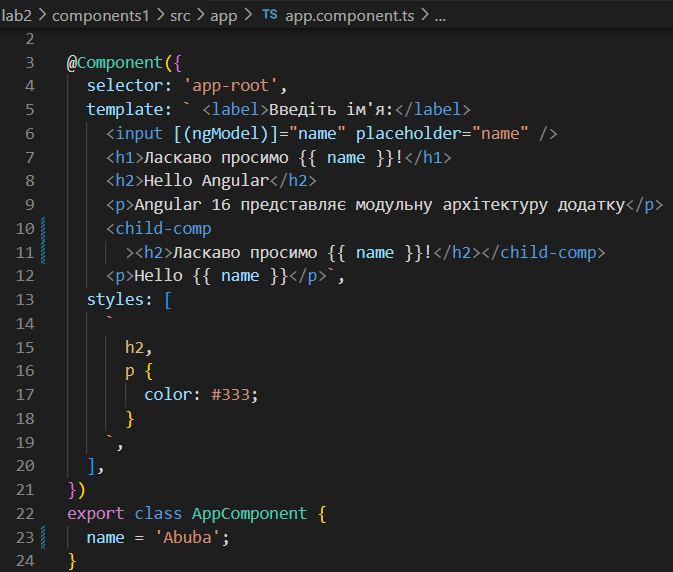 lab2 > components1 > src > app > TS app.component.ts > ...
2
3 @Component({
4   selector: 'app-root',
5   template: ` <label>Введіть ім'я:</label>
6     <input [(ngModel)]="name" placeholder="name" />
7     <h1>Ласкаво просимо {{ name }}!</h1>
8     <h2>Hello Angular</h2>
9     <p>Angular 16 представляє модульну архітектуру додатку</p>
10     <child-comp
11       ><h2>Ласкаво просимо {{ name }}!</h2></child-comp>
12     <p>Hello {{ name }}</p>`,
13   styles: [
14     `
15       h2,
16       p {
17         color: #333;
18       }
19     `,
20   ],
21 })
22 export class AppComponent {
23   name = 'Abuba';
24 }